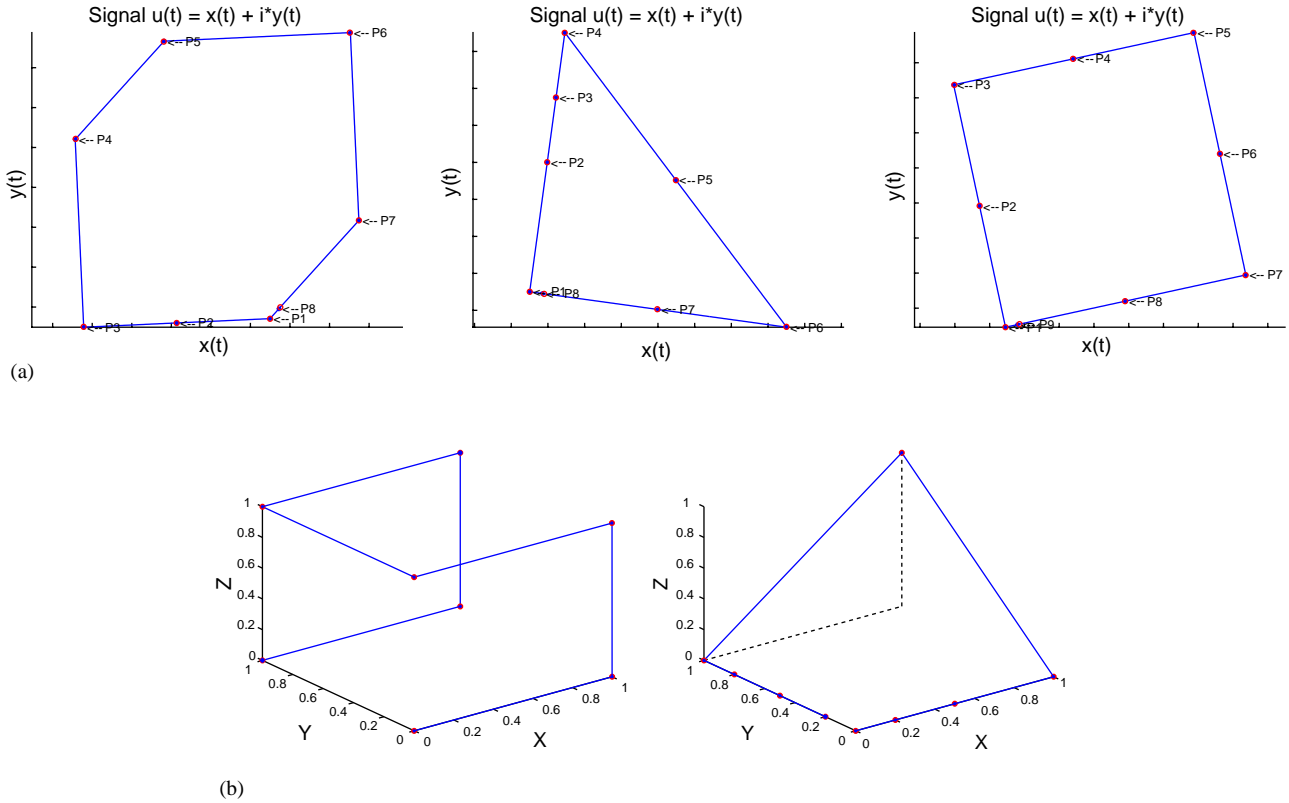 Signal u(t) = x(t) + i*y(t)
Signal u(t) = x(t) + i*y(t)
Signal u(t) = x(t) + i*y(t)
y(t)
<-- P5
<-- P6
<-- P4
<-- P7
<-- P8
<-- P1
<-- P2
<-- P3
x(t)
y(t)
<-- P4
<-- P3
<-- P2
<-- P5
<-- P1
<-- P8
<-- P7
<-- P6
x(t)
y(t)
<-- P5
<-- P4
<-- P3
<-- P6
<-- P2
<-- P7
<-- P8
<-- P9
<-- P1
x(t)
(a)
Z
1
0.8
0.6
0.4
0.2
0
1
0.8
0.6
0.4
0.2
0
Y
0
0.2
0.4
0.6
0.8
1
X
Z
1
0.8
0.6
0.4
0.2
0
1
0.8
0.6
0.4
0.2
0
Y
0
0.2
0.4
0.6
0.8
1
X
(b)